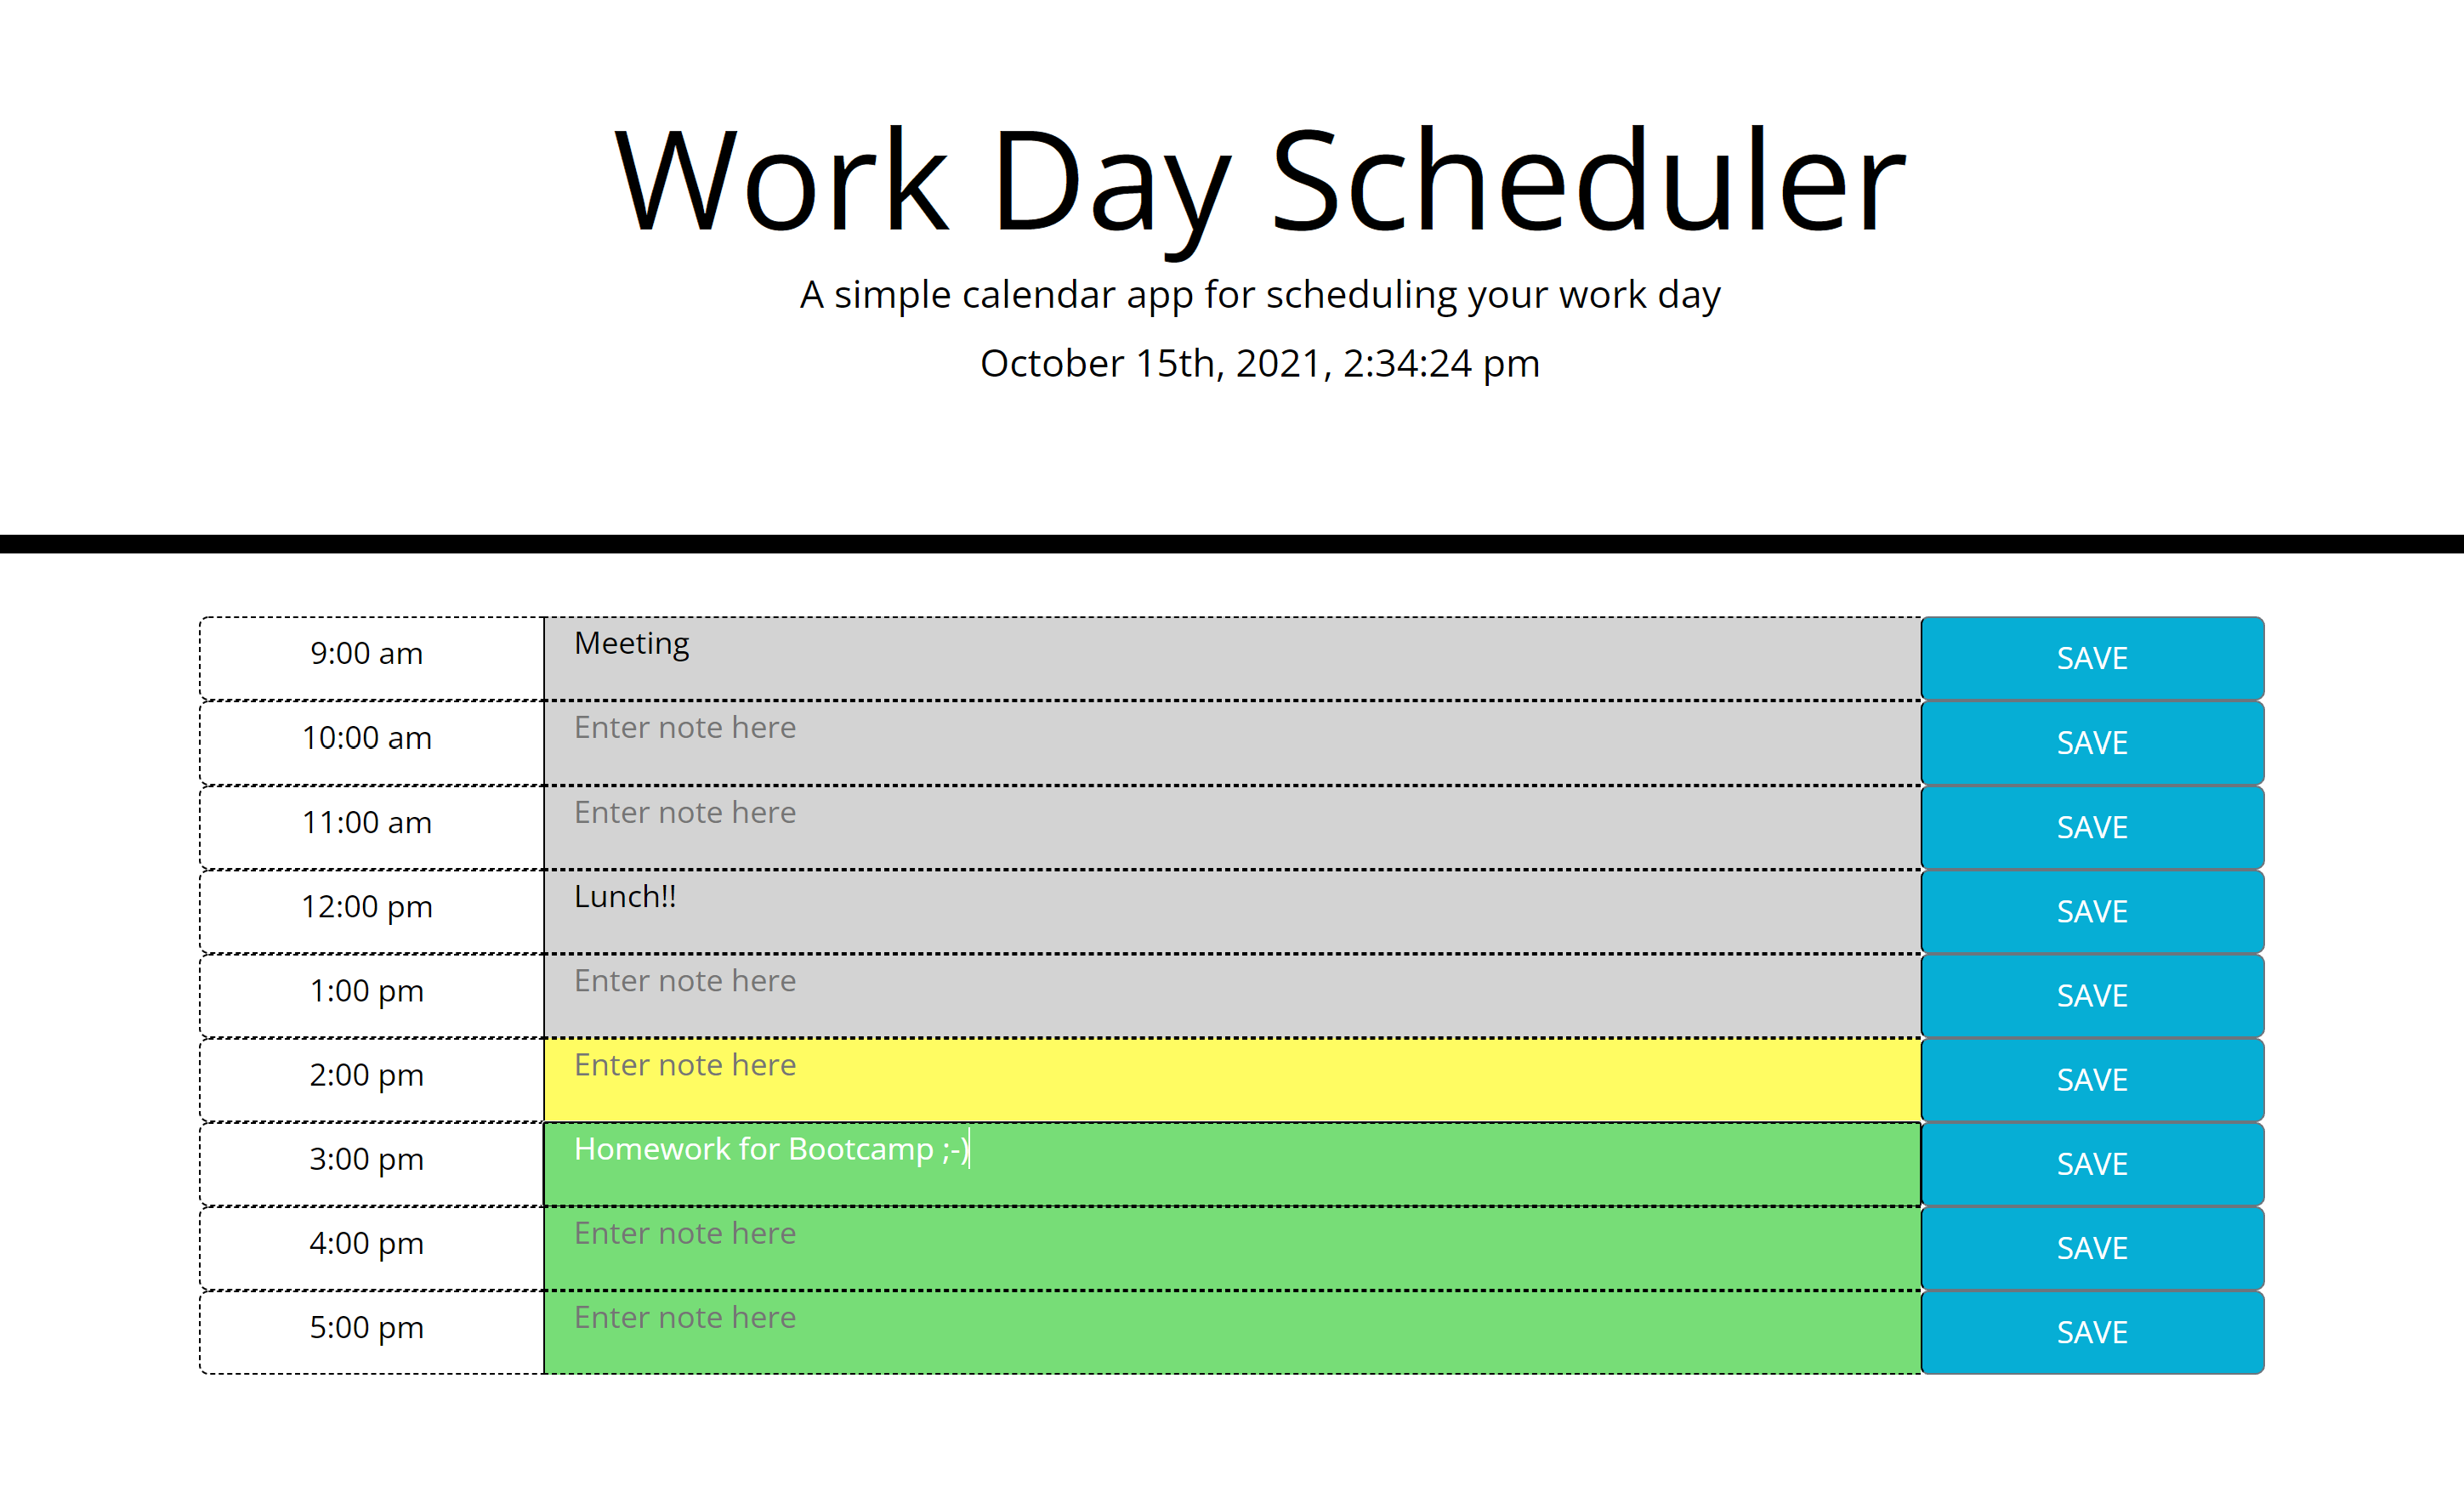 Work Day Scheduler
A simple calendar app for scheduling your work day
October 15th, 2021, 2:34:24 pm
9:00 am Meeting SAVE
10:00 am Enter note here SAVE
11:00 am Enter note here SAVE
12:00 pm Lunch!! SAVE
1:00 pm Enter note here SAVE
2:00 pm Enter note here SAVE
3:00 pm Homework for Bootcamp ;-) SAVE
4:00 pm Enter note here SAVE
5:00 pm Enter note here SAVE